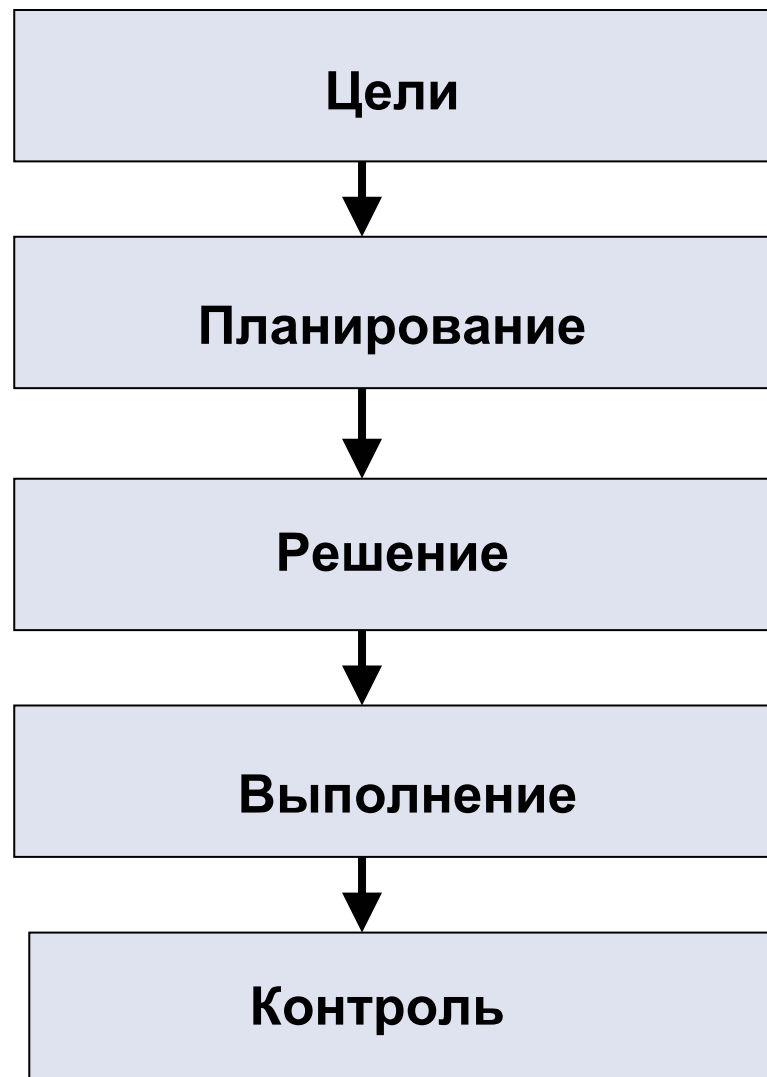 Цели
Планирование
Решение
Выполнение
Контроль